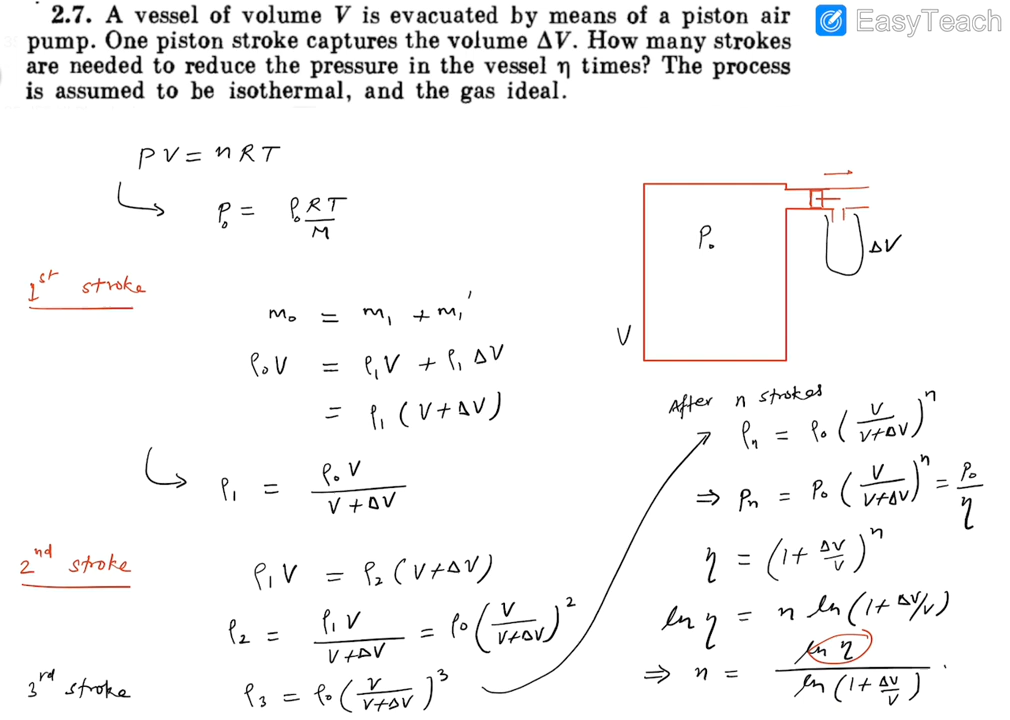 2.7. A vessel of volume V is evacuated by means of a piston air
pump. One piston stroke captures the volume ΔV. How many strokes
are needed to reduce the pressure in the vessel η times? The process
is assumed to be isothermal, and the gas ideal.
EasyTeach
PV = nRT
P₀ = ρ₀RT/M
1st stroke
m₀ = m₁ + m₁'
ρ₀V = ρ₁V + ρ₁ΔV
= ρ₁(V+ΔV)
ρ₁ = ρ₀V/(V+ΔV)
2nd stroke
ρ₁V = ρ₂(V+ΔV)
ρ₂ = ρ₁V/(V+ΔV) = ρ₀(V/(V+ΔV))²
3rd stroke
ρ₃ = ρ₀(V/(V+ΔV))³
P₀
ΔV
V
After n strokes
ρₙ = ρ₀(V/(V+ΔV))ⁿ
⇒ Pₙ = P₀(V/(V+ΔV))ⁿ = P₀/η
η = (1+ΔV/V)ⁿ
ln η = n ln(1+ΔV/V)
⇒ n = ln η/ln(1+ΔV/V).